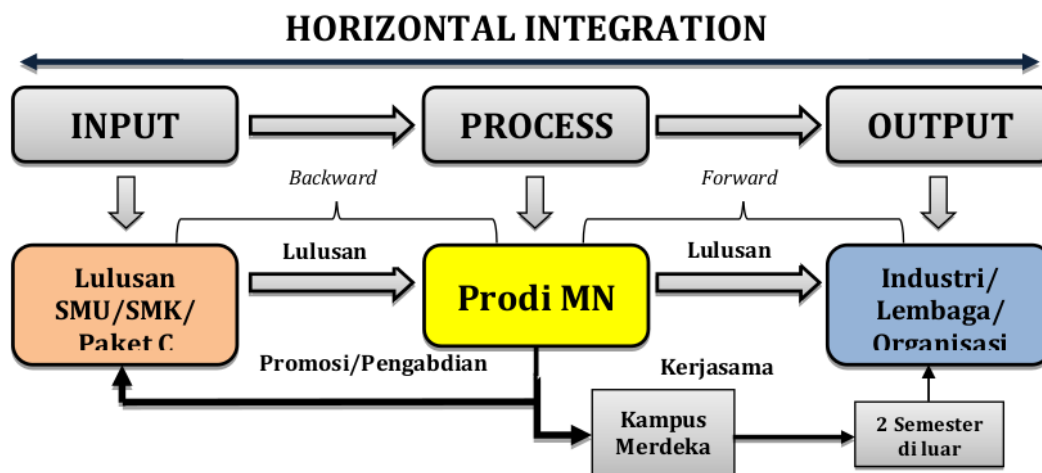 HORIZONTAL INTEGRATION
INPUT
PROCESS
OUTPUT
Backward
Forward
Lulusan
Lulusan
Lulusan
SMU/SMK/
Paket C
Prodi MN
Industri/
Lembaga/
Organisasi
Promosi/Pengabdian
Kerjasama
Kampus
Merdeka
2 Semester
di luar